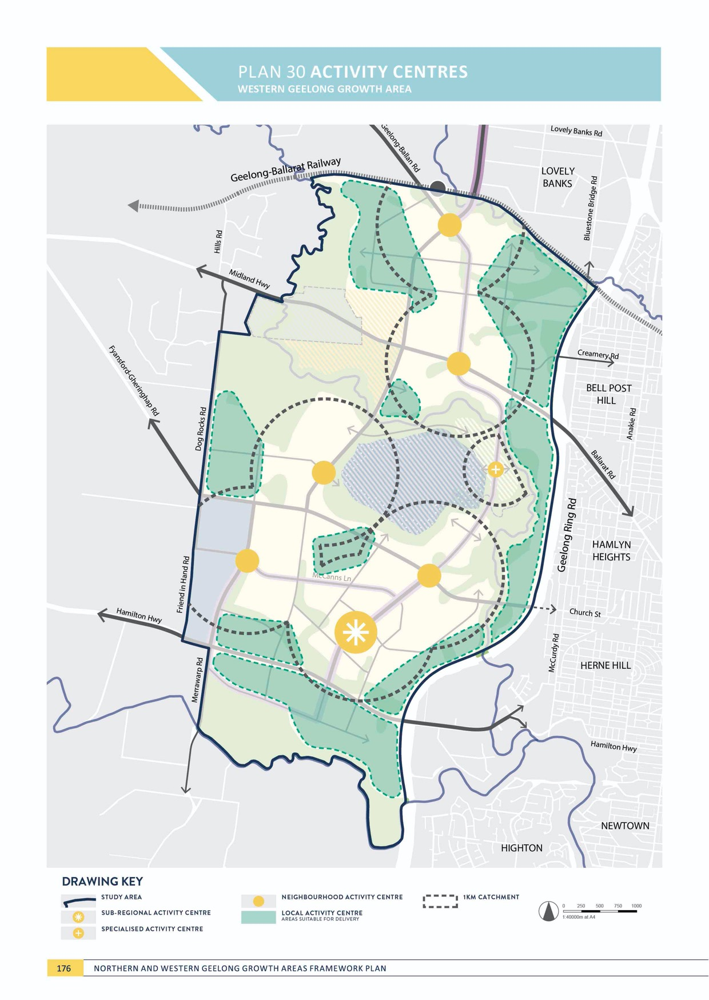 PLAN 30 ACTIVITY CENTRES
WESTERN GEELONG GROWTH AREA
Geelong-Ballan Rd
Lovely Banks Rd
Geelong-Ballarat Railway
LOVELY
BANKS
Bluestone Bridge Rd
Hills Rd
Midland Hwy
Fyansford-Gheringhap Rd
Creamery Rd
BELL POST
HILL
Anakie Rd
Dog Rocks Rd
Ballarat Rd
Geelong Ring Rd
HAMLYN
HEIGHTS
Friend in Hand Rd
McCanns Ln
Hamilton Hwy
Church St
McCurdy Rd
HERNE HILL
Merrawarp Rd
Hamilton Hwy
NEWTOWN
HIGHTON
DRAWING KEY
STUDY AREA
SUB-REGIONAL ACTIVITY CENTRE
SPECIALISED ACTIVITY CENTRE
NEIGHBOURHOOD ACTIVITY CENTRE
LOCAL ACTIVITY CENTRE
AREAS SUITABLE FOR DELIVERY
1KM CATCHMENT
0 250 500 750 1000
1:40000m at A4
176 NORTHERN AND WESTERN GEELONG GROWTH AREAS FRAMEWORK PLAN